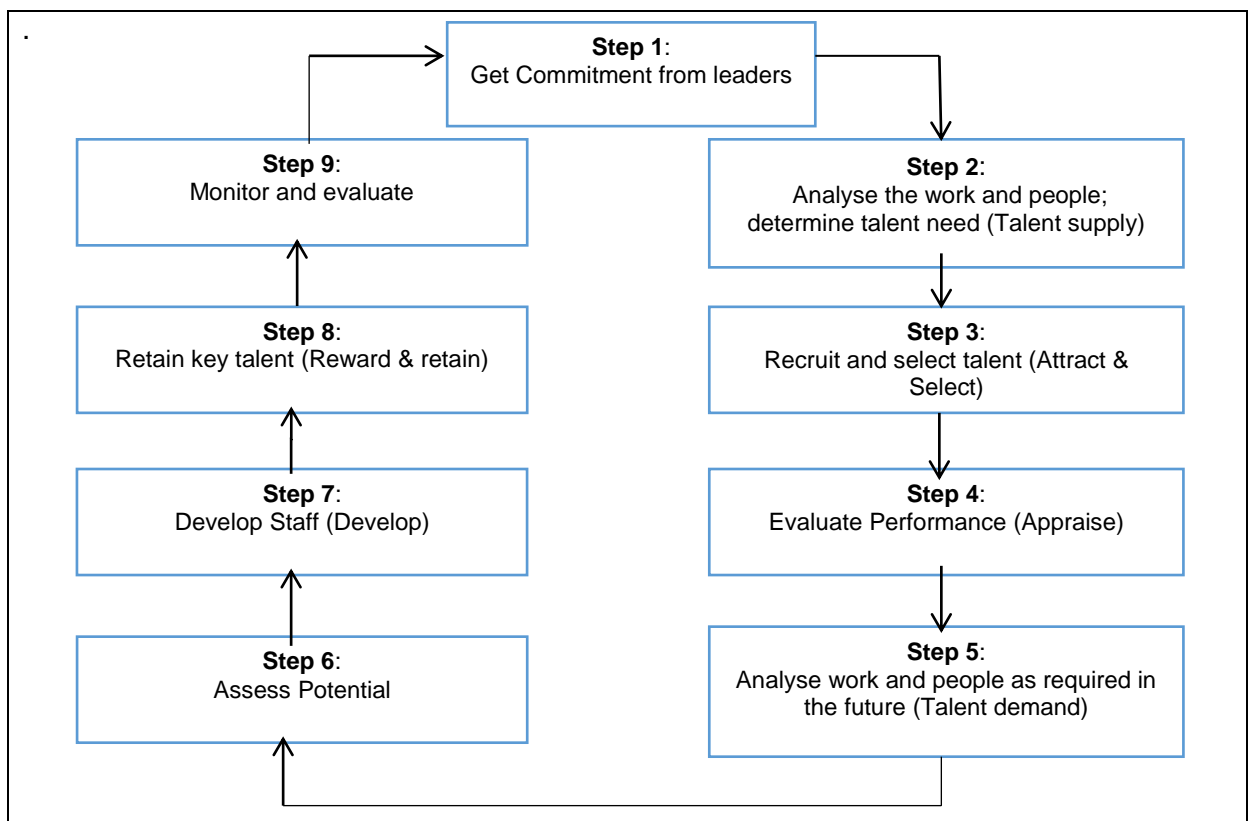 .
Step 1:
Get Commitment from leaders
Step 2:
Analyse the work and people;
determine talent need (Talent supply)
Step 3:
Recruit and select talent (Attract &
Select)
Step 4:
Evaluate Performance (Appraise)
Step 5:
Analyse work and people as required in
the future (Talent demand)
Step 6:
Assess Potential
Step 7:
Develop Staff (Develop)
Step 8:
Retain key talent (Reward & retain)
Step 9:
Monitor and evaluate